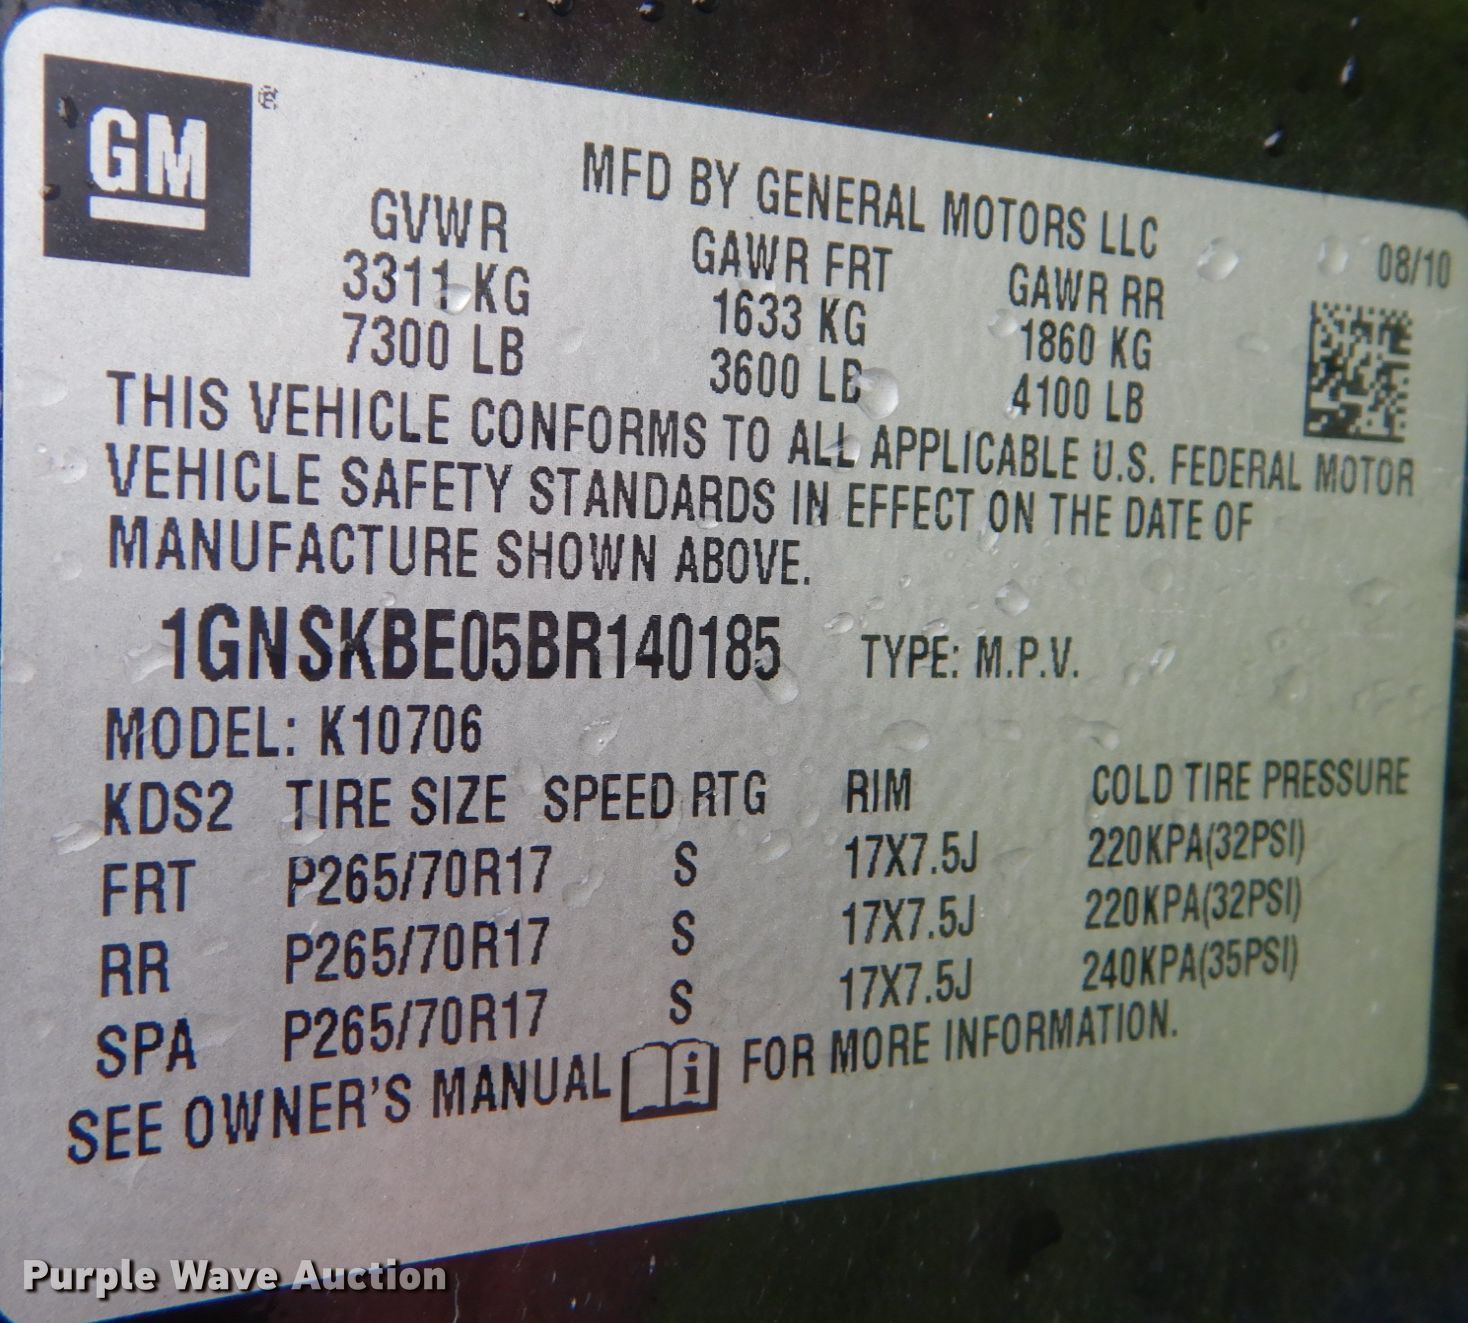 GM ®
MFD BY GENERAL MOTORS LLC
08/10
GVWR GAWR FRT GAWR RR
3311 KG 1633 KG 1860 KG
7300 LB 3600 LB 4100 LB
THIS VEHICLE CONFORMS TO ALL APPLICABLE U.S. FEDERAL MOTOR
VEHICLE SAFETY STANDARDS IN EFFECT ON THE DATE OF
MANUFACTURE SHOWN ABOVE.
1GNSKBE05BR140185 TYPE: M.P.V.
MODEL: K10706
KDS2 TIRE SIZE SPEED RTG RIM COLD TIRE PRESSURE
FRT P265/70R17 S 17X7.5J 220KPA(32PSI)
RR P265/70R17 S 17X7.5J 220KPA(32PSI)
SPA P265/70R17 S 17X7.5J 240KPA(35PSI)
SEE OWNER'S MANUAL i FOR MORE INFORMATION.
Purple Wave Auction